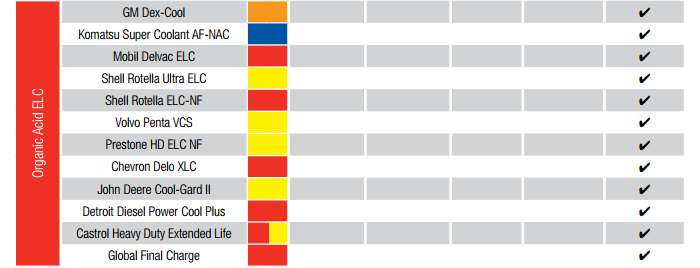 Organic Acid ELC
GM Dex-Cool ✔
Komatsu Super Coolant AF-NAC ✔
Mobil Delvac ELC ✔
Shell Rotella Ultra ELC ✔
Shell Rotella ELC-NF ✔
Volvo Penta VCS ✔
Prestone HD ELC NF ✔
Chevron Delo XLC ✔
John Deere Cool-Gard II ✔
Detroit Diesel Power Cool Plus ✔
Castrol Heavy Duty Extended Life ✔
Global Final Charge ✔